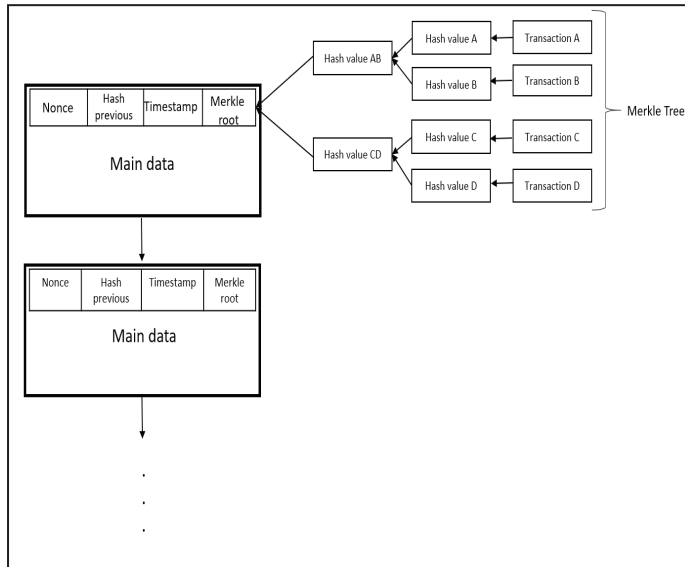 Hash value A
Transaction A
Hash value AB
Hash value B
Transaction B
Merkle Tree
Nonce
Hash
previous
Timestamp
Merkle
root
Main data
Hash value CD
Hash value C
Transaction C
Hash value D
Transaction D
Nonce
Hash
previous
Timestamp
Merkle
root
Main data
.
.
.